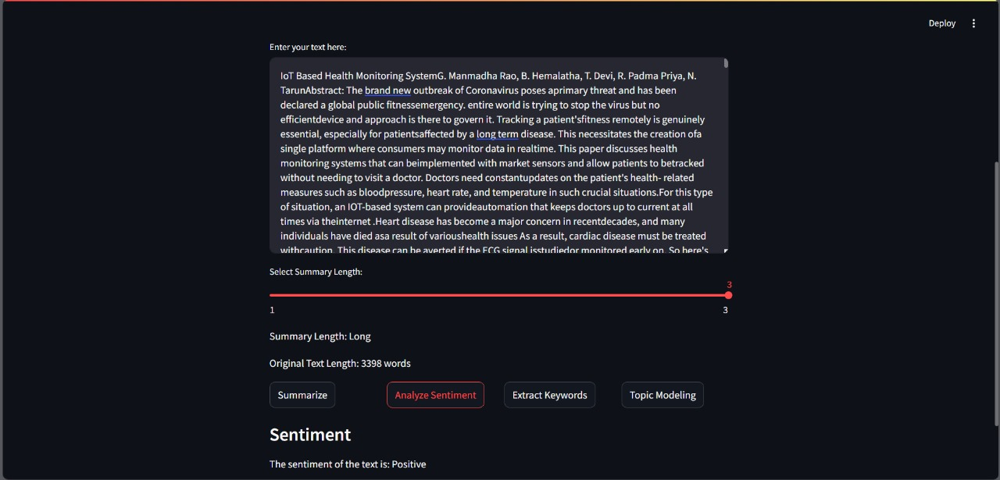 Deploy
Enter your text here:
IoT Based Health Monitoring SystemG. Manmadha Rao, B. Hemalatha, T. Devi, R. Padma Priya, N.
TarunAbstract: The brand new outbreak of Coronavirus poses aprimary threat and has been
declared a global public fitnessemergency. entire world is trying to stop the virus but no
efficientdevice and approach is there to govern it. Tracking a patient'sfitness remotely is genuinely
essential, especially for patientsaffected by a long term disease. This necessitates the creation ofa
single platform where consumers may monitor data in realtime. This paper discusses health
monitoring systems that can beimplemented with market sensors and allow patients to betracked
without needing to visit a doctor. Doctors need constantupdates on the patient's health- related
measures such as bloodpressure, heart rate, and temperature in such crucial situations.For this type
of situation, an IOT-based system can provideautomation that keeps doctors up to current at all
times via theinternet .Heart disease has become a major concern in recentdecades, and many
individuals have died asa result of varioushealth issues As a result, cardiac disease must be treated
withcaution. This disease can be averted if the ECG signal isstudiedor monitored early on. So here's
Select Summary Length:
3
1 3
Summary Length: Long
Original Text Length: 3398 words
Summarize Analyze Sentiment Extract Keywords Topic Modeling
Sentiment
The sentiment of the text is: Positive